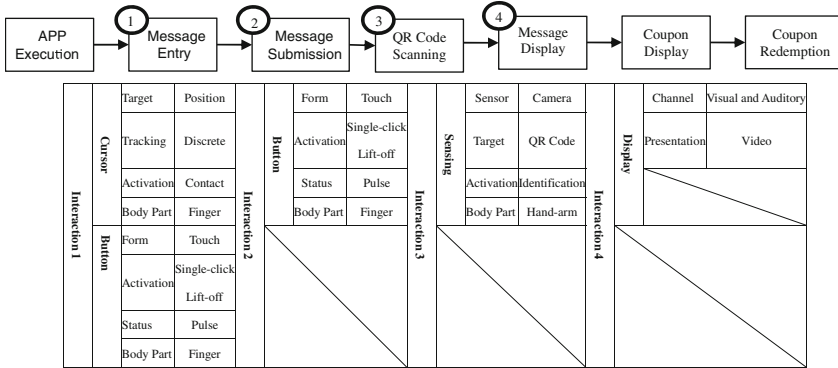 1
2
3
4
APP
Execution
Message
Entry
Message
Submission
QR Code
Scanning
Message
Display
Coupon
Display
Coupon
Redemption
Interaction 1
Cursor
Target Position
Tracking Discrete
Activation Contact
Body Part Finger
Button
Form Touch
Activation Single-click
Lift-off
Status Pulse
Body Part Finger
Interaction 2
Button
Form Touch
Activation Single-click
Lift-off
Status Pulse
Body Part Finger
Interaction 3
Sensing
Sensor Camera
Target QR Code
Activation Identification
Body Part Hand-arm
Interaction 4
Display
Channel Visual and Auditory
Presentation Video